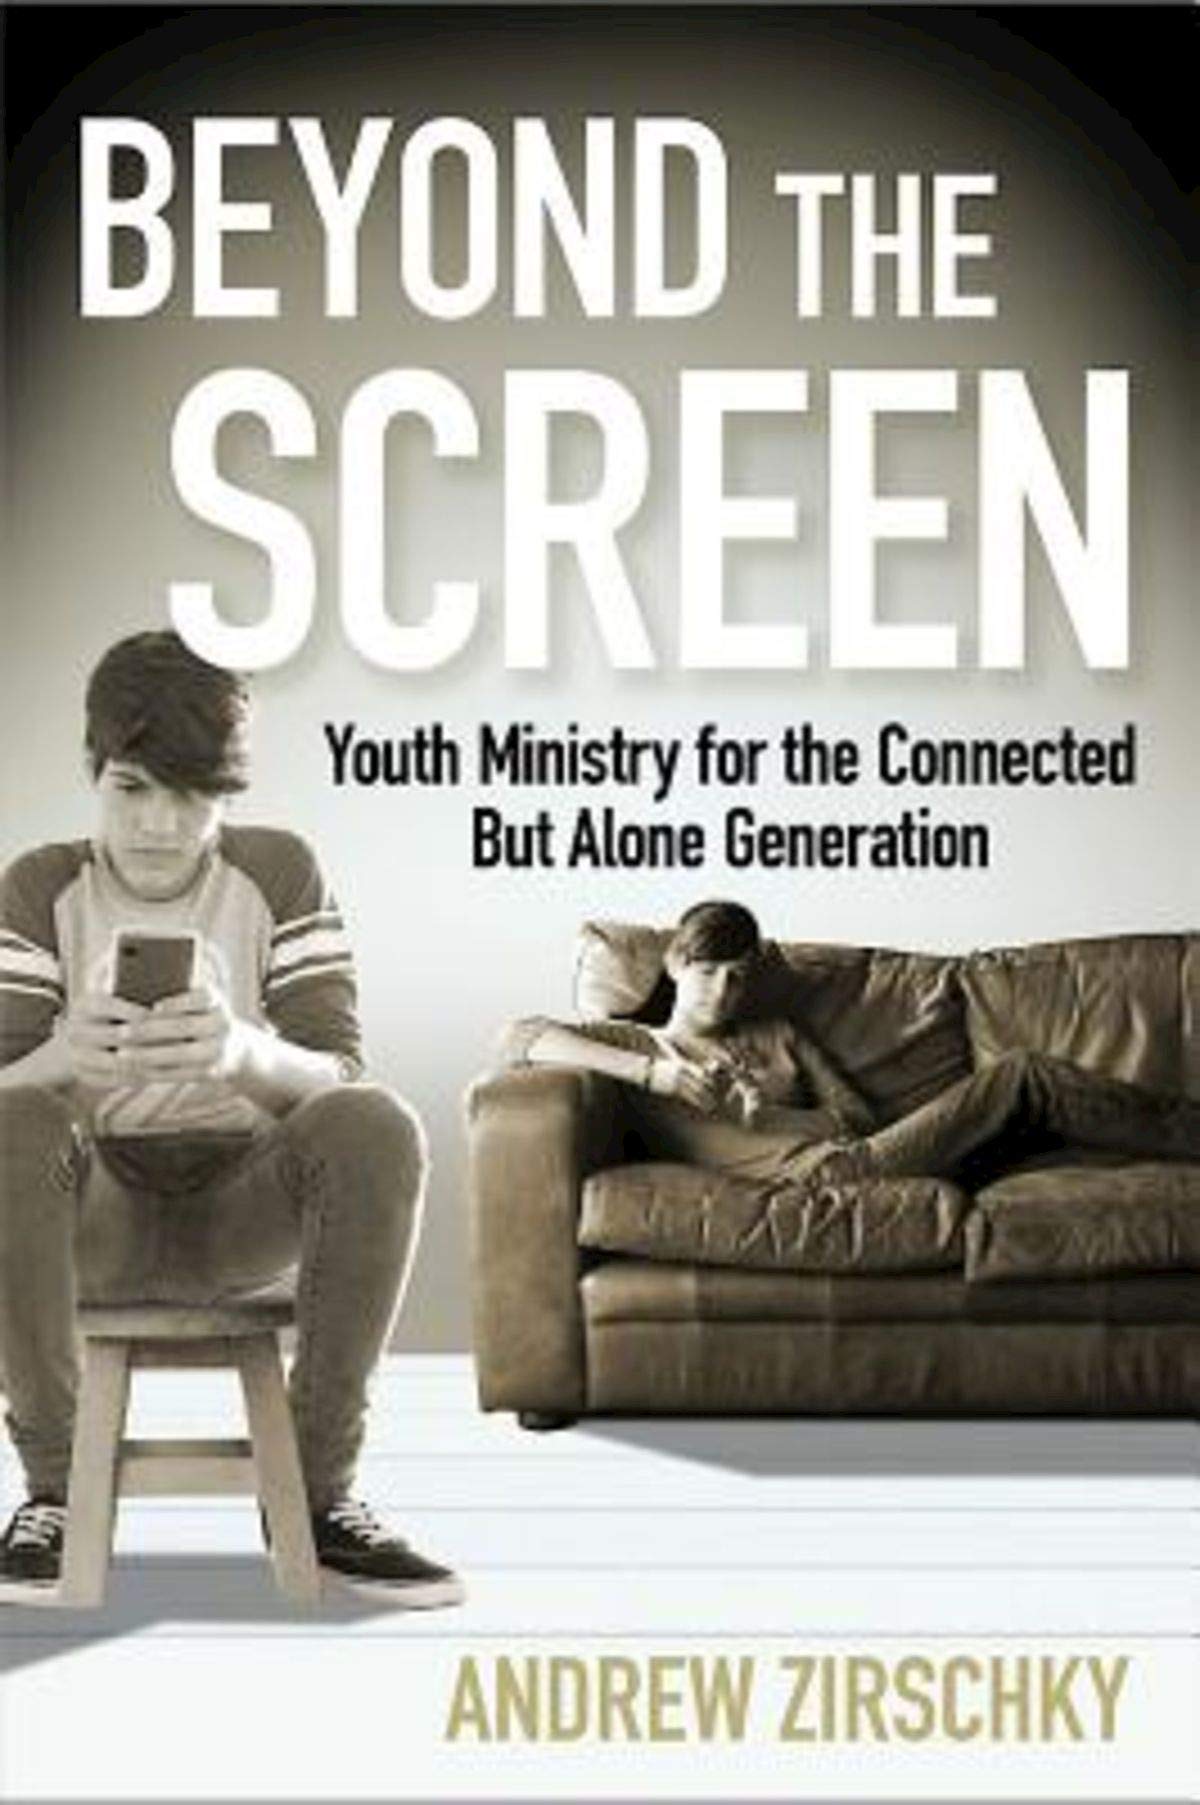 BEYOND THE
SCREEN
Youth Ministry for the Connected
But Alone Generation
ANDREW ZIRSCHKY